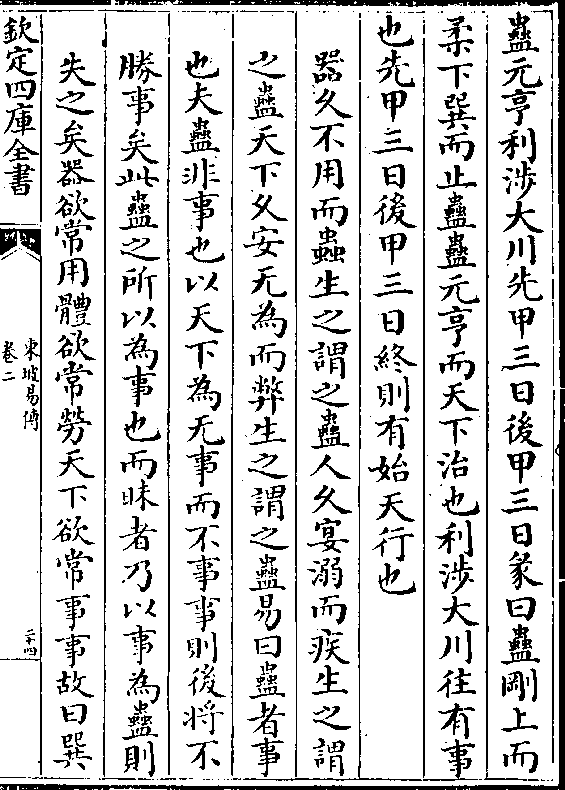 蠱元亨利涉大川先甲三日後甲三日彖曰蠱剛上而
柔下巽而止蠱蠱元亨而天下治也利涉大川往有事
也先甲三日後甲三日終則有始天行也
器久不用而蟲生之謂之蠱人久宴溺而疾生之謂
之蠱天下久安无為而弊生之謂之蠱易曰蠱者事
也夫蠱非事也以天下為无事而不事事則後將不
勝事矣此蠱之所以為事也而昧者乃以事為蠱則
失之矣器欲常用體欲常勞天下欲常事事故曰巽
欽定四庫全書
東坡易傳
卷二
二十四